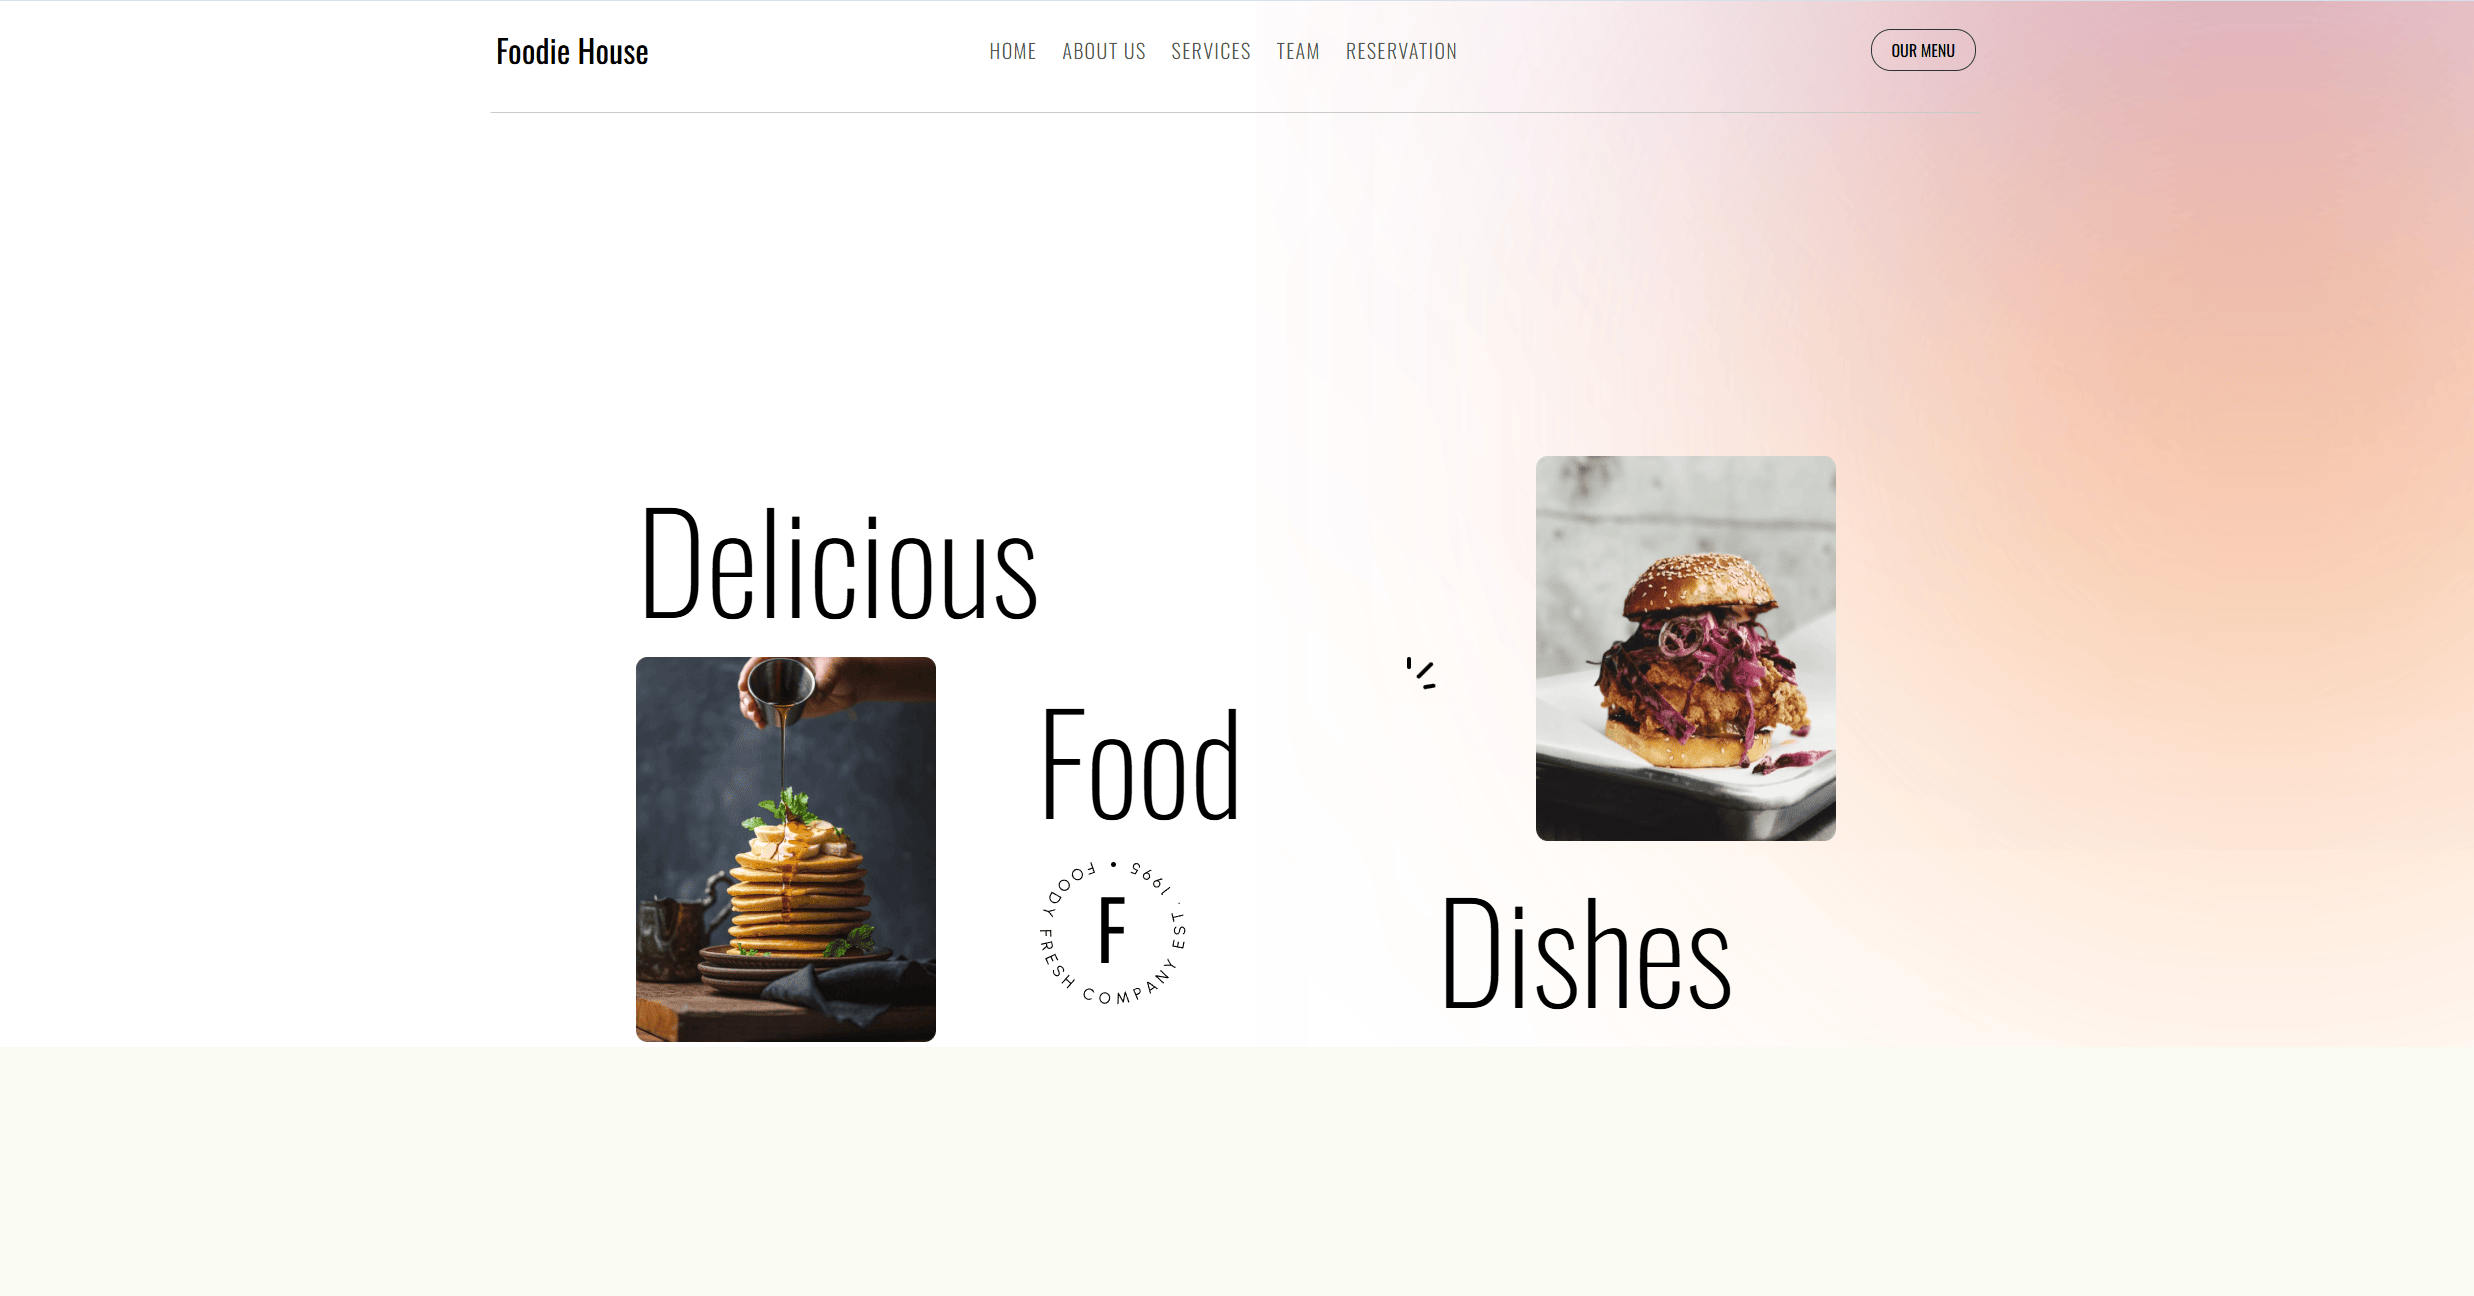 Foodie House
HOME ABOUT US SERVICES TEAM RESERVATION
OUR MENU
Delicious
Food
FOODY FRESH COMPANY EST. 1995 •
F
Dishes